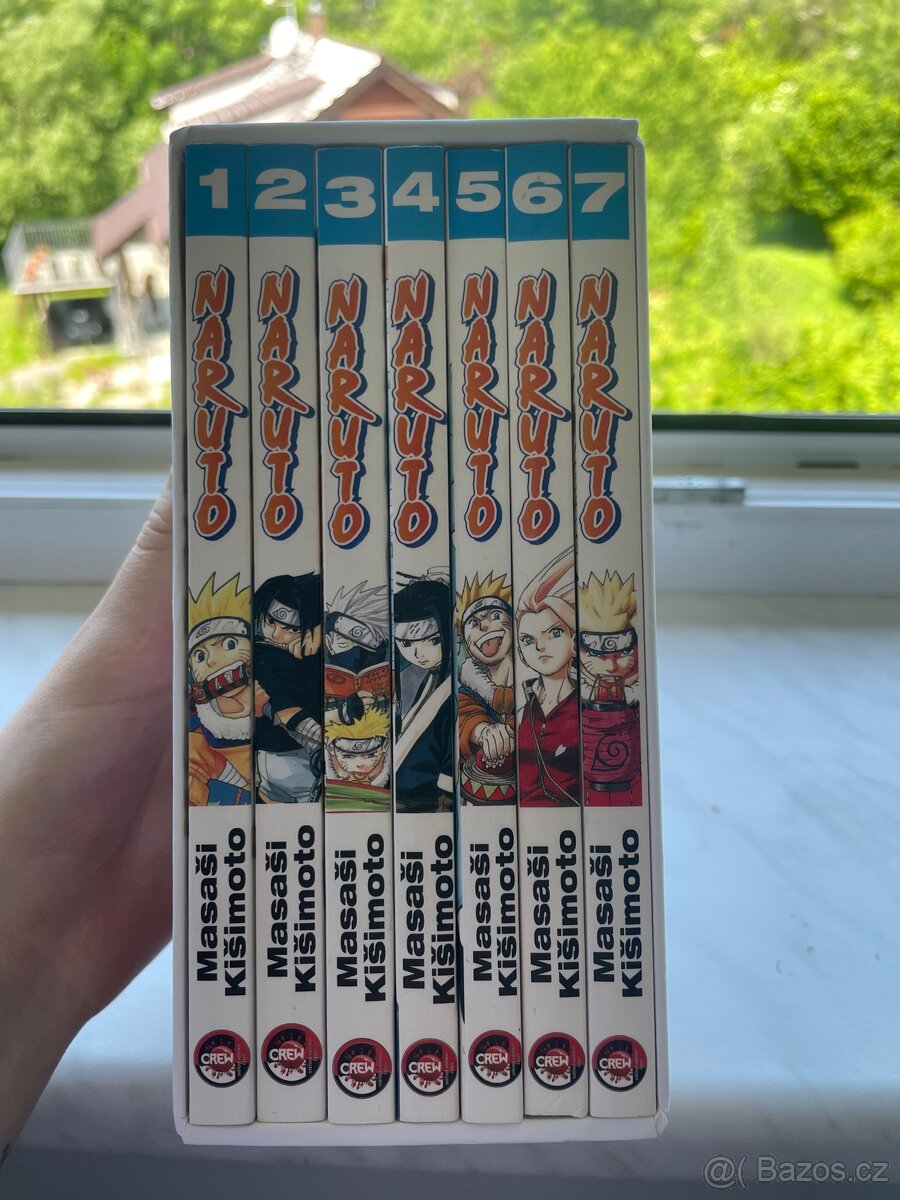 1
NARUTO
Masaši
Kišimoto
CREW
2
NARUTO
Masaši
Kišimoto
CREW
3
NARUTO
Masaši
Kišimoto
CREW
4
NARUTO
Masaši
Kišimoto
CREW
5
NARUTO
Masaši
Kišimoto
CREW
6
NARUTO
Masaši
Kišimoto
CREW
7
NARUTO
Masaši
Kišimoto
CREW
@( Bazos.cz